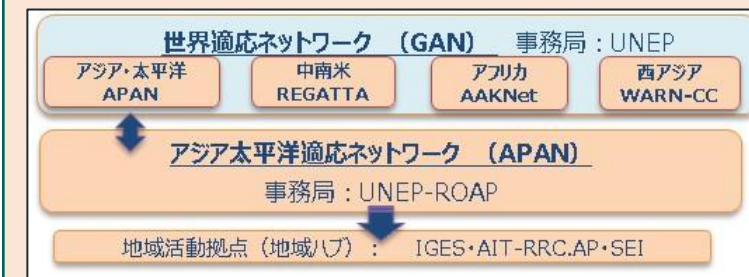 世界適応ネットワーク （GAN） 事務局：UNEP
アジア・太平洋 中南米 アフリカ 西アジア
APAN REGATTA AAKNet WARN-CC
アジア太平洋適応ネットワーク （APAN）
事務局：UNEP-ROAP
地域活動拠点（地域ハブ）： IGES・AIT-RRC.AP・SEI